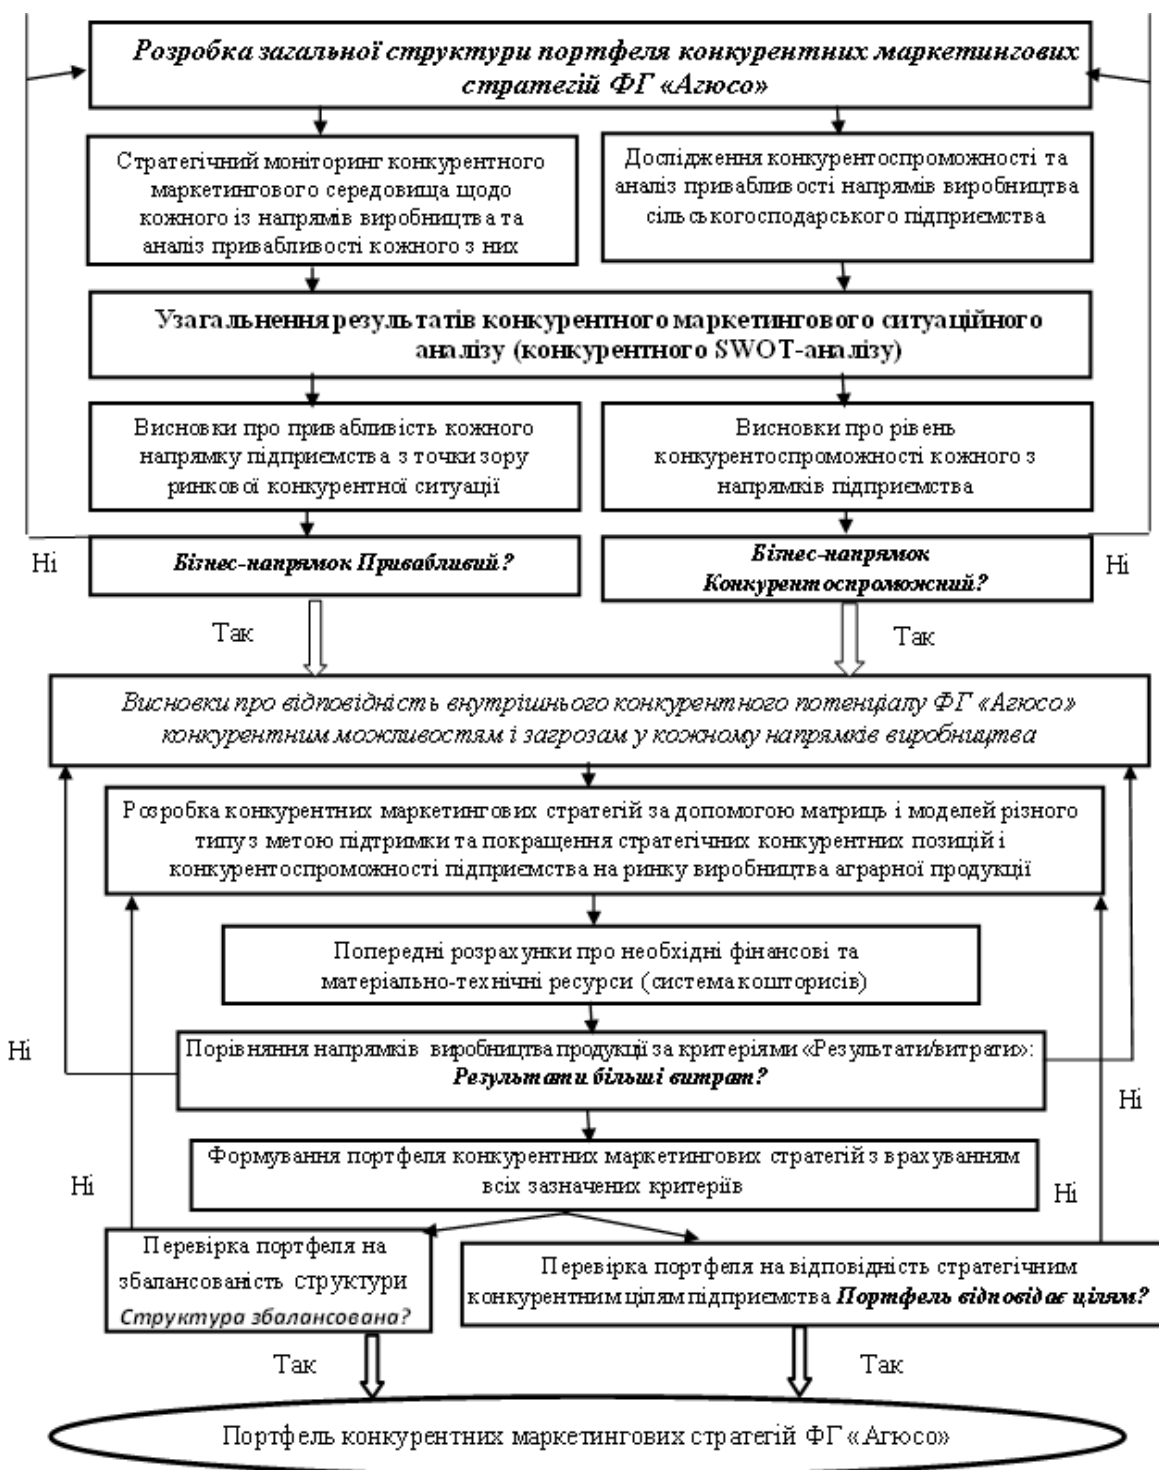 Розробка загальної структури портфеля конкурентних маркетингових
стратегій ФГ «Агюсо»
Стратегічний моніторинг конкурентного
маркетингового середовища щодо
кожного із напрямів виробництва та
аналіз привабливості кожного з них
Дослідження конкурентоспроможності та
аналіз привабливості напрямів виробництва
сільськогосподарського підприємства
Узагальнення результатів конкурентного маркетингового ситуаційного
аналізу (конкурентного SWOT-аналізу)
Висновки про привабливість кожного
напрямку підприємства з точки зору
ринкової конкурентної ситуації
Висновки про рівень
конкурентоспроможності кожного з
напрямків підприємства
Ні
Бізнес-напрямок Привабливий?
Бізнес-напрямок
Конкурентоспроможний?
Ні
Так
Так
Висновки про відповідність внутрішнього конкурентного потенціалу ФГ «Агюсо»
конкурентним можливостям і загрозам у кожному напрямків виробництва
Розробка конкурентних маркетингових стратегій за допомогою матриць і моделей різного
типу з метою підтримки та покращення стратегічних конкурентних позицій і
конкурентоспроможності підприємства на ринку виробництва аграрної продукції
Попередні розрахунки про необхідні фінансові та
матеріально-технічні ресурси (система кошторисів)
Ні
Порівняння напрямків виробництва продукції за критеріями «Результати/витрати»:
Результати більші витрат?
Ні
Формування портфеля конкурентних маркетингових стратегій з врахуванням
всіх зазначених критеріїв
Ні
Ні
Перевірка портфеля на
збалансованість структури
Структура збалансована?
Перевірка портфеля на відповідність стратегічним
конкурентним цілям підприємства Портфель відповідає цілям?
Так
Так
Портфель конкурентних маркетингових стратегій ФГ «Агюсо»